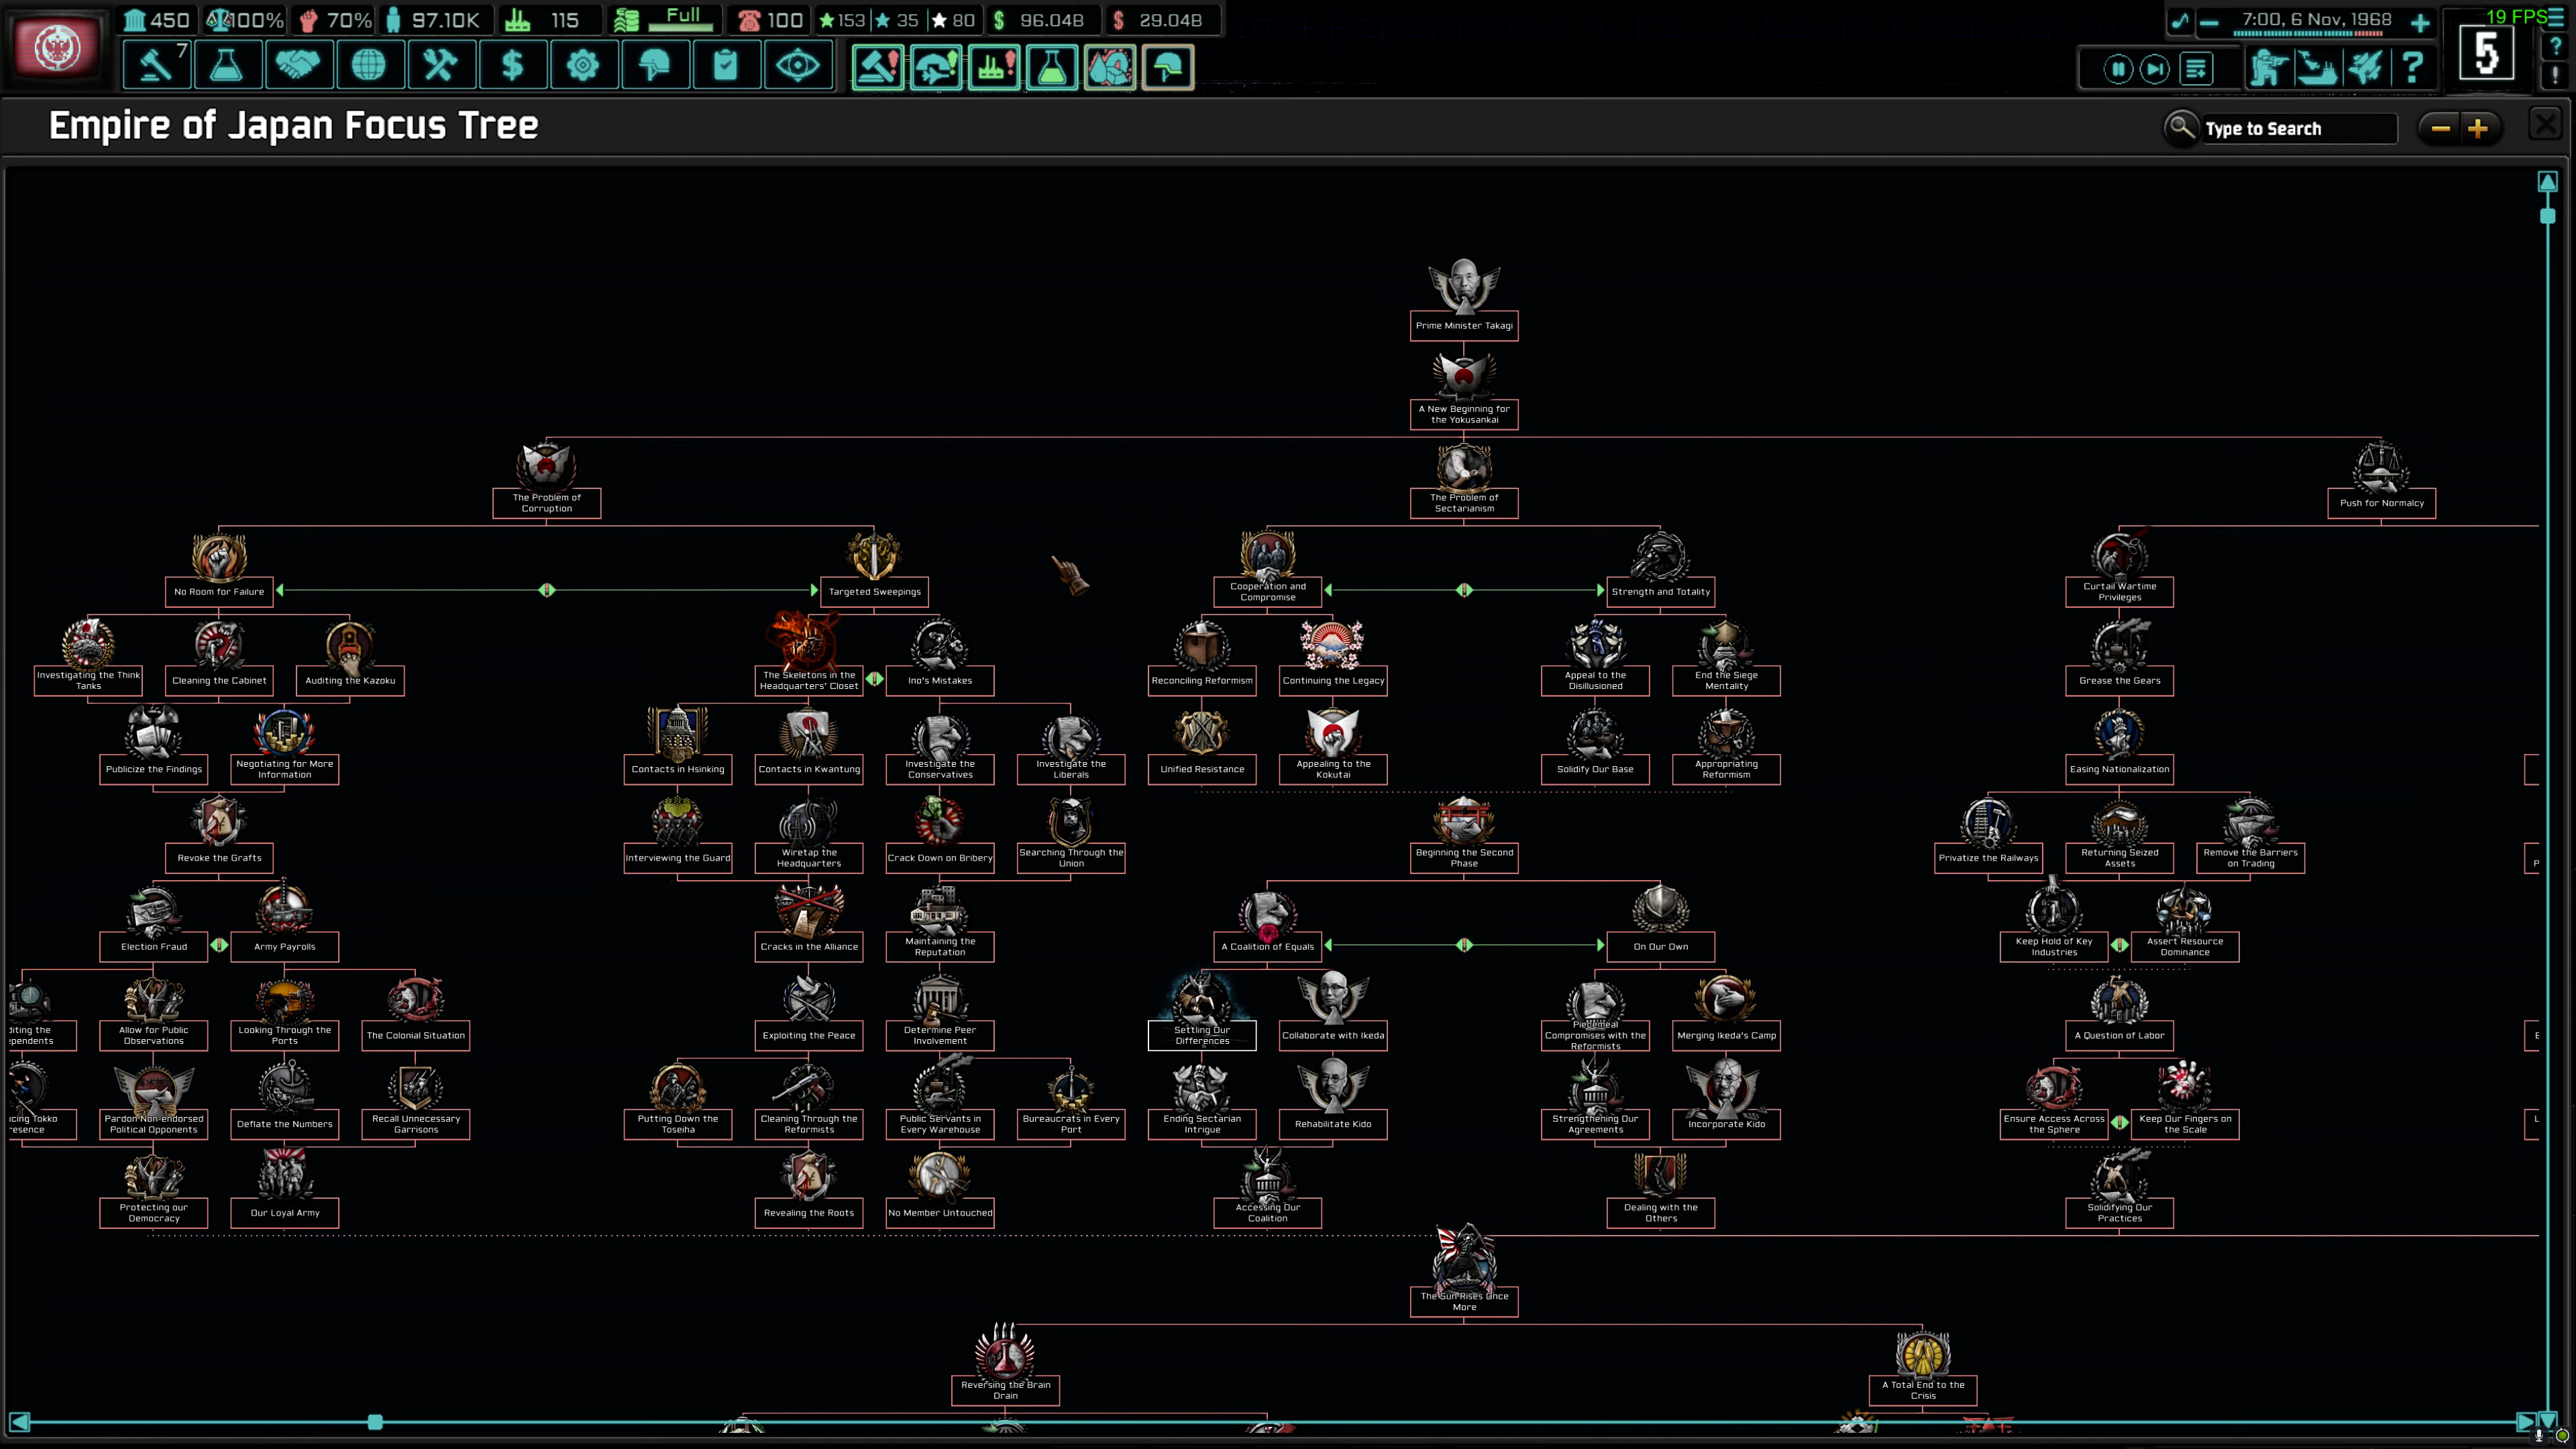 450
100%
70%
97.10K
115
Full
100
153
35
80
$ 96.04B
$ 29.04B
7:00, 6 Nov, 1968
19 FPS
5
7
Empire of Japan Focus Tree
Type to Search
Prime Minister Takagi
A New Beginning for
the Yokusankai
The Problem of
Corruption
The Problem of
Sectarianism
Push for Normalcy
No Room for Failure
Targeted Sweepings
Cooperation and
Compromise
Strength and Totality
Curtail Wartime
Privileges
Investigating the Think
Tanks
Cleaning the Cabinet
Auditing the Kazoku
The Skeletons in the
Headquarters' Closet
Ino's Mistakes
Reconciling Reformism
Continuing the Legacy
Appeal to the
Disillusioned
End the Siege
Mentality
Grease the Gears
Publicize the Findings
Negotiating for More
Information
Contacts in Hsinking
Contacts in Kwantung
Investigate the
Conservatives
Investigate the
Liberals
Unified Resistance
Appealing to the
Kokutai
Solidify Our Base
Appropriating
Reformism
Easing Nationalization
Revoke the Grafts
Interviewing the Guard
Wiretap the
Headquarters
Crack Down on Bribery
Searching Through the
Union
Beginning the Second
Phase
Privatize the Railways
Returning Seized
Assets
Remove the Barriers
on Trading
P
Election Fraud
Army Payrolls
Cracks in the Alliance
Maintaining the
Reputation
A Coalition of Equals
On Our Own
Keep Hold of Key
Industries
Assert Resource
Dominance
diting the
ependents
Allow for Public
Observations
Looking Through the
Ports
The Colonial Situation
Exploiting the Peace
Determine Peer
Involvement
Settling Our
Differences
Collaborate with Ikeda
Piecemeal
Compromises with the
Reformists
Merging Ikeda's Camp
A Question of Labor
E
cing Tokko
resence
Pardon Non-endorsed
Political Opponents
Deflate the Numbers
Recall Unnecessary
Garrisons
Putting Down the
Toseiha
Cleaning Through the
Reformists
Public Servants in
Every Warehouse
Bureaucrats in Every
Port
Ending Sectarian
Intrigue
Rehabilitate Kido
Strengthening Our
Agreements
Incorporate Kido
Ensure Access Across
the Sphere
Keep Our Fingers on
the Scale
L
Protecting our
Democracy
Our Loyal Army
Revealing the Roots
No Member Untouched
Accessing Our
Coalition
Dealing with the
Others
Solidifying Our
Practices
The Sun Rises Once
More
Reversing the Brain
Drain
A Total End to the
Crisis